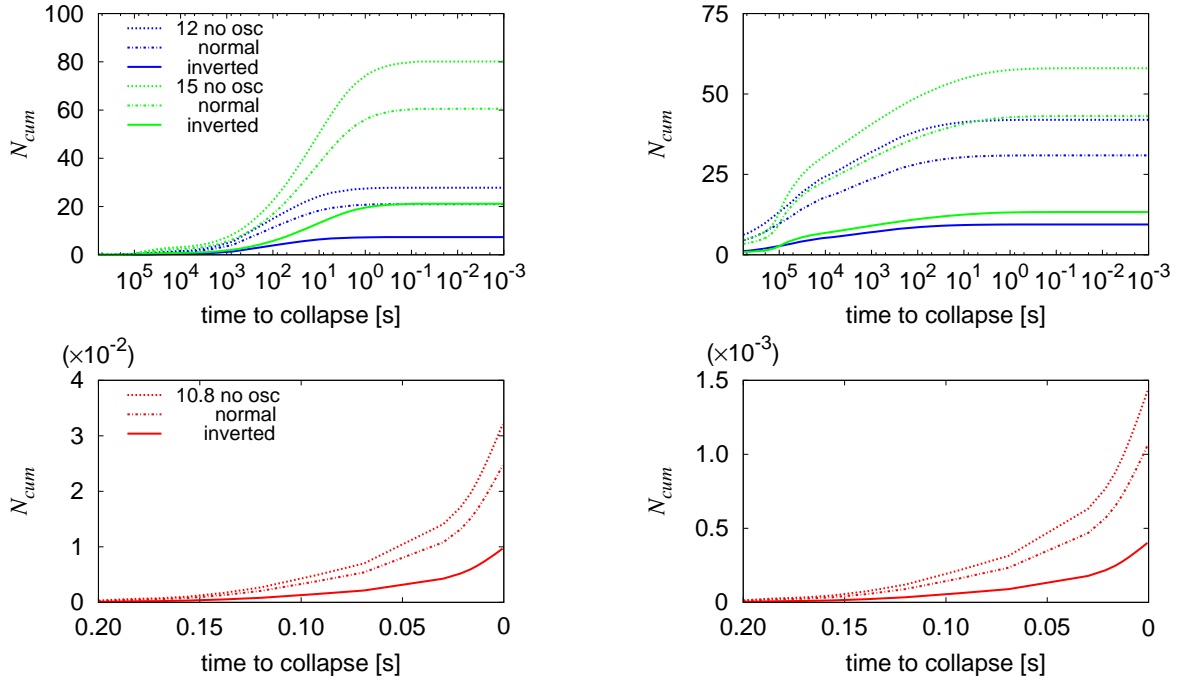 100
80
60
40
20
0
N_cum
12 no osc
normal
inverted
15 no osc
normal
inverted
10^5 10^4 10^3 10^2 10^1 10^0 10^-1 10^-2 10^-3
time to collapse [s]
75
50
25
0
N_cum
10^5 10^4 10^3 10^2 10^1 10^0 10^-1 10^-2 10^-3
time to collapse [s]
(×10^-2)
4
3
2
1
0
N_cum
10.8 no osc
normal
inverted
0.20 0.15 0.10 0.05 0
time to collapse [s]
(×10^-3)
1.5
1.0
0.5
0
N_cum
0.20 0.15 0.10 0.05 0
time to collapse [s]